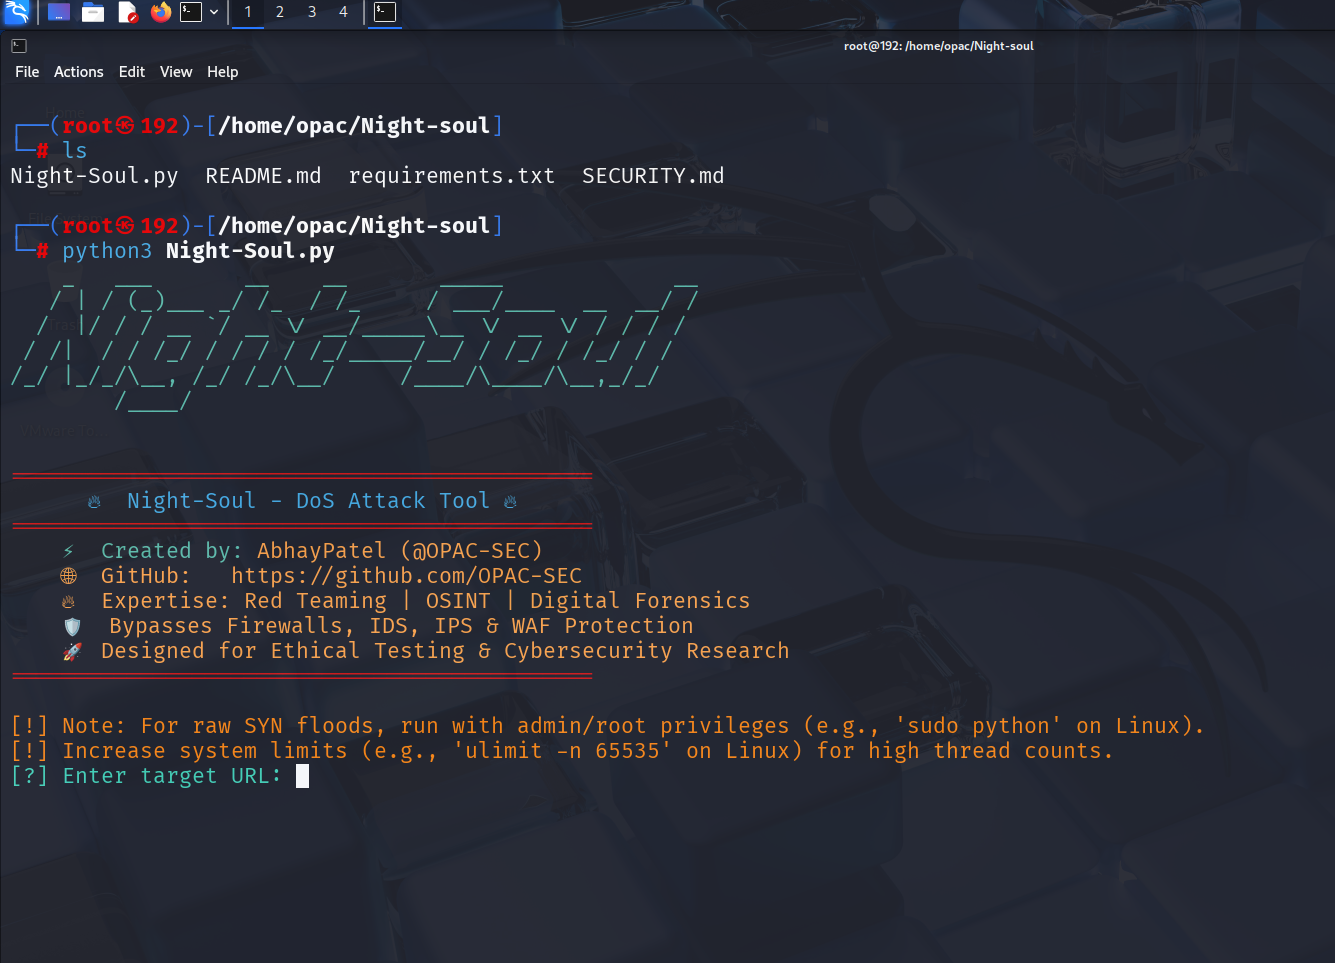 1 2 3 4
root@192: /home/opac/Night-soul
File Actions Edit View Help
┌──(root㉿192)-[/home/opac/Night-soul]
└─# ls
Night-Soul.py README.md requirements.txt SECURITY.md
┌──(root㉿192)-[/home/opac/Night-soul]
└─# python3 Night-Soul.py
Night-Soul
🔥 Night-Soul - DoS Attack Tool 🔥
⚡ Created by: AbhayPatel (@OPAC-SEC)
🌐 GitHub: https://github.com/OPAC-SEC
🔥 Expertise: Red Teaming | OSINT | Digital Forensics
🛡️ Bypasses Firewalls, IDS, IPS & WAF Protection
🚀 Designed for Ethical Testing & Cybersecurity Research
[!] Note: For raw SYN floods, run with admin/root privileges (e.g., 'sudo python' on Linux).
[!] Increase system limits (e.g., 'ulimit -n 65535' on Linux) for high thread counts.
[?] Enter target URL: